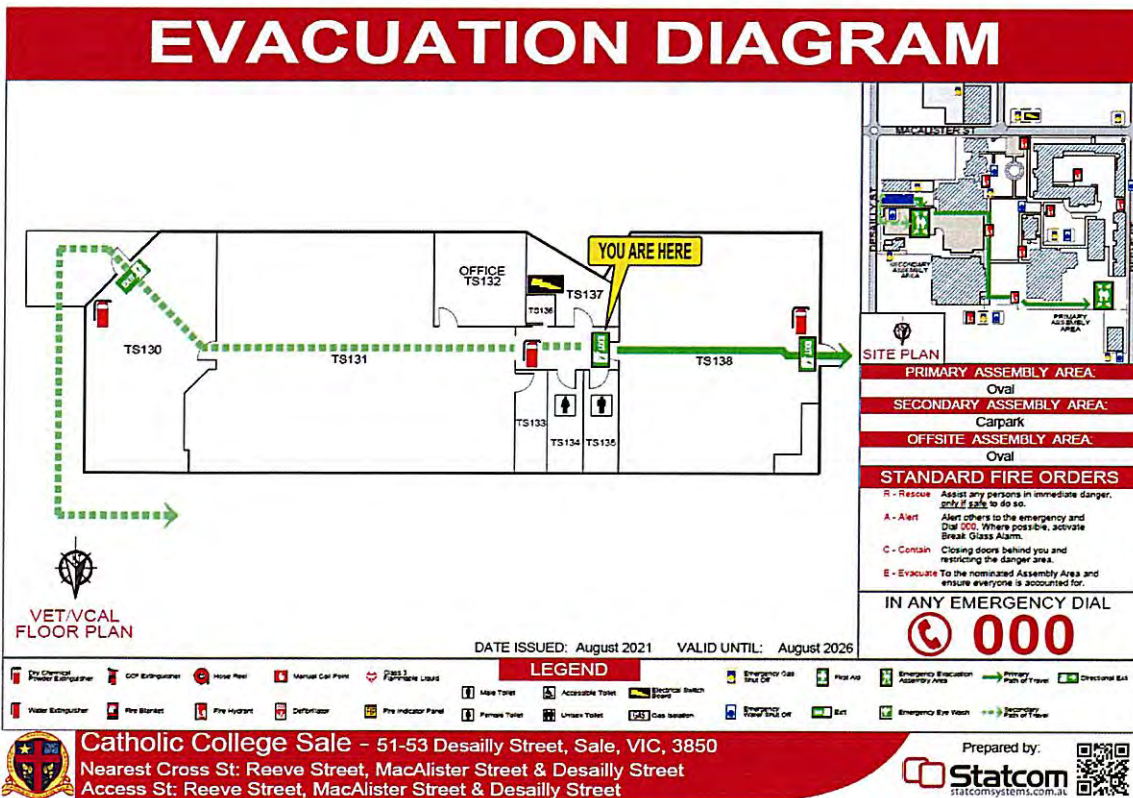 EVACUATION DIAGRAM
MACALISTER ST
DESAILLY ST
SECONDARY
ASSEMBLY
AREA
PRIMARY
ASSEMBLY
AREA
SITE PLAN
YOU ARE HERE
OFFICE
TS132
TS137
TS136
TS130
TS131
TS138
TS133
TS134
TS135
VET/VCAL
FLOOR PLAN
DATE ISSUED: August 2021 VALID UNTIL: August 2026
PRIMARY ASSEMBLY AREA:
Oval
SECONDARY ASSEMBLY AREA:
Carpark
OFFSITE ASSEMBLY AREA:
Oval
STANDARD FIRE ORDERS
R - Rescue Assist any persons in immediate danger,
only if safe to do so.
A - Alert Alert others to the emergency and
Dial 000. Where possible, activate
Break Glass Alarm.
C - Contain Closing doors behind you and
restricting the danger area.
E - Evacuate To the nominated Assembly Area and
ensure everyone is accounted for.
IN ANY EMERGENCY DIAL
000
LEGEND
Dry Chemical
Powder Extinguisher
CO2 Extinguisher
Hose Reel
Manual Call Point
Class 3
Flammable Liquid
Male Toilet
Accessible Toilet
Electrical Switch
Board
Emergency Gas
Shut Off
First Aid
Emergency Evacuation
Assembly Area
Primary
Path of Travel
Directional Exit
Water Extinguisher
Fire Blanket
Fire Hydrant
Defibrillator
Fire Indicator Panel
Female Toilet
Unisex Toilet
GAS Gas Isolation
Emergency
Water Shut Off
Exit
Emergency Eye Wash
Secondary
Path of Travel
Catholic College Sale - 51-53 Desailly Street, Sale, VIC, 3850
Nearest Cross St: Reeve Street, MacAlister Street & Desailly Street
Access St: Reeve Street, MacAlister Street & Desailly Street
Prepared by:
Statcom
statcomsystems.com.au